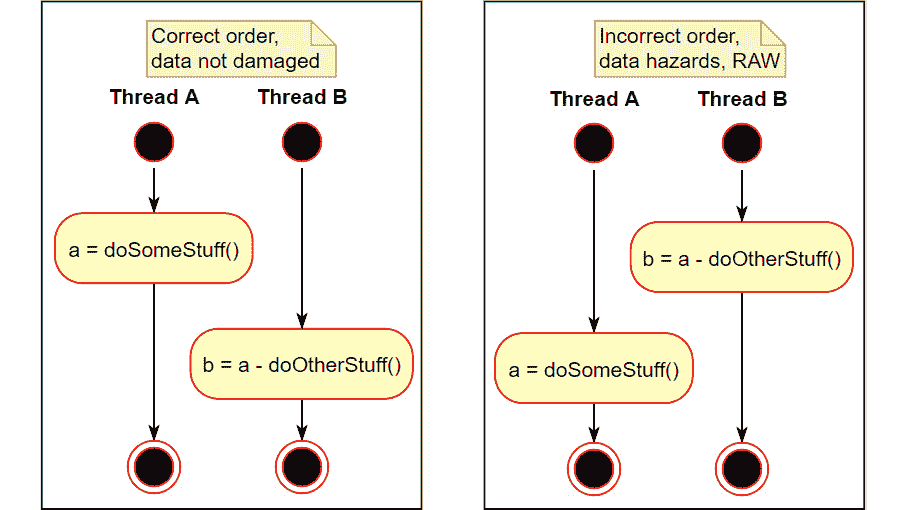 Correct order,
data not damaged
Thread A
Thread B
a = doSomeStuff()
b = a - doOtherStuff()
Incorrect order,
data hazards, RAW
Thread A
Thread B
b = a - doOtherStuff()
a = doSomeStuff()